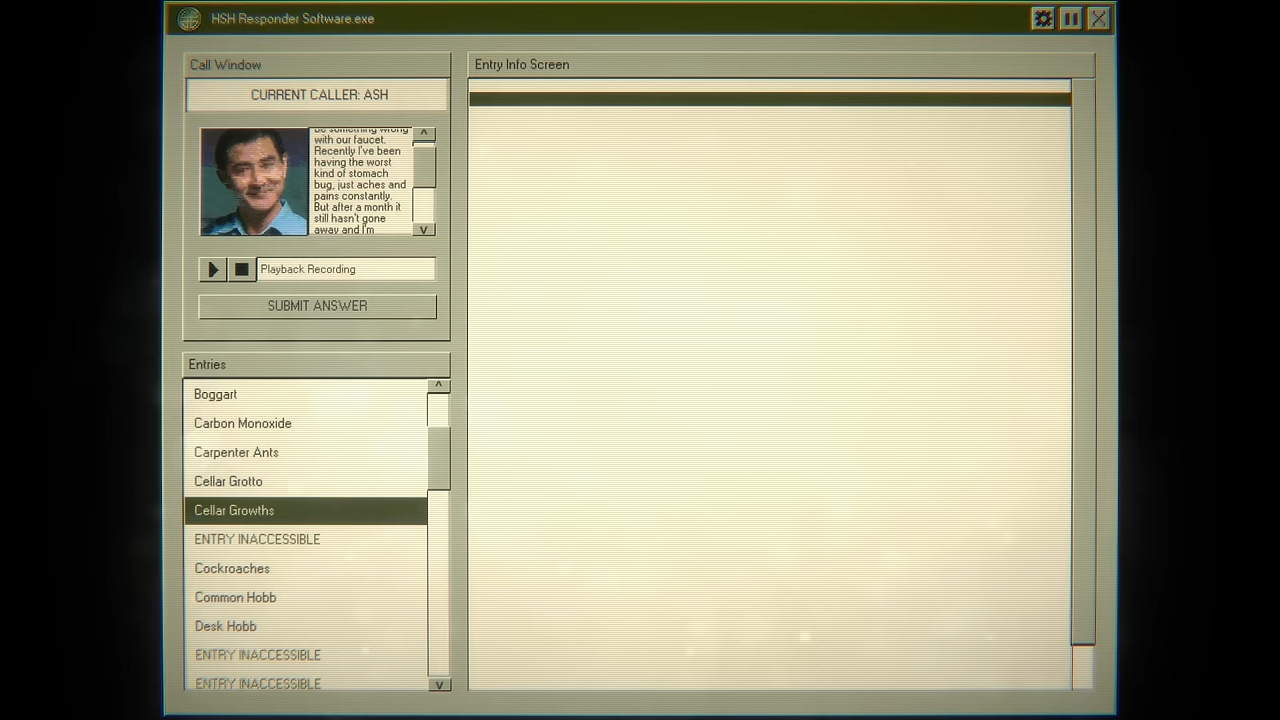 HSH Responder Software.exe
Call Window
CURRENT CALLER: ASH
be something wrong
with our faucet.
Recently I've been
having the worst
kind of stomach
bug, just aches and
pains constantly.
But after a month it
still hasn't gone
away and I'm
Playback Recording
SUBMIT ANSWER
Entries
Boggart
Carbon Monoxide
Carpenter Ants
Cellar Grotto
Cellar Growths
ENTRY INACCESSIBLE
Cockroaches
Common Hobb
Desk Hobb
ENTRY INACCESSIBLE
ENTRY INACCESSIBLE
Entry Info Screen